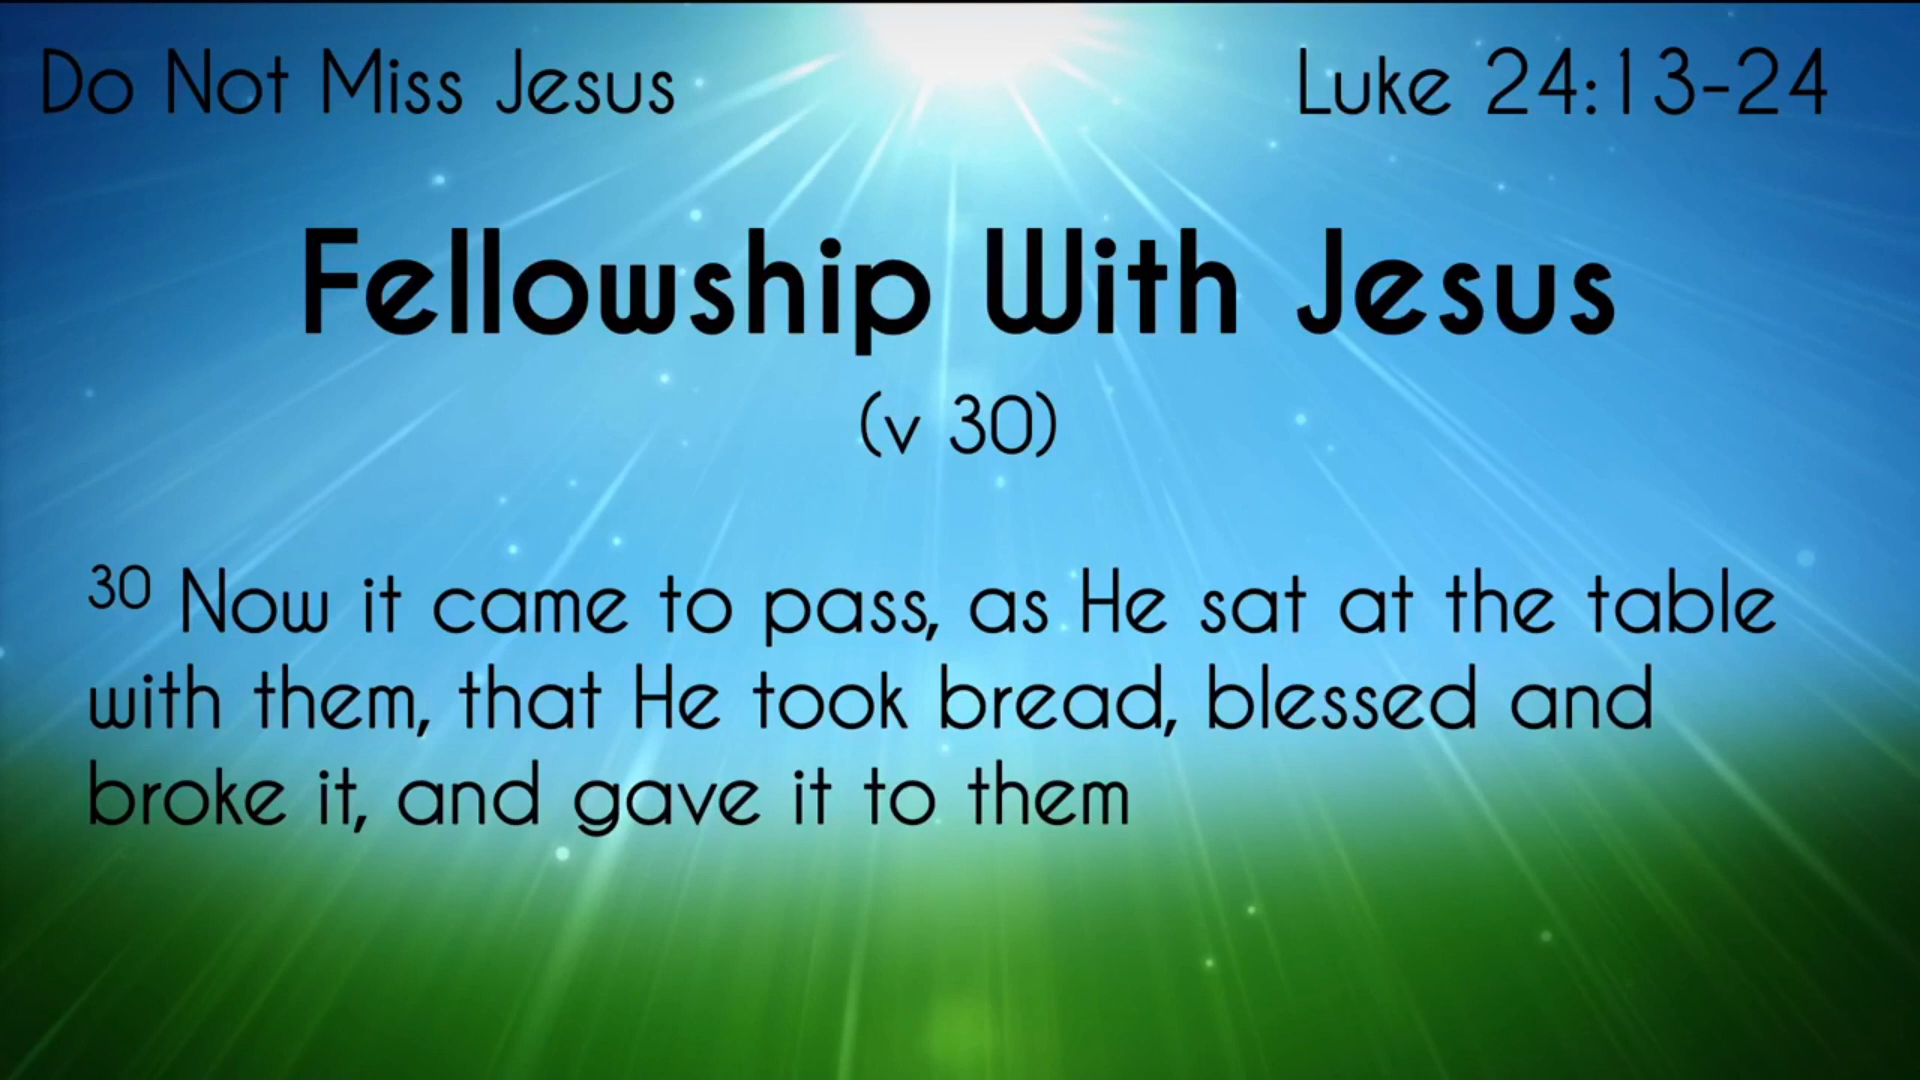 Do Not Miss Jesus
Luke 24:13-24
Fellowship With Jesus
(v 30)
30 Now it came to pass, as He sat at the table
with them, that He took bread, blessed and
broke it, and gave it to them